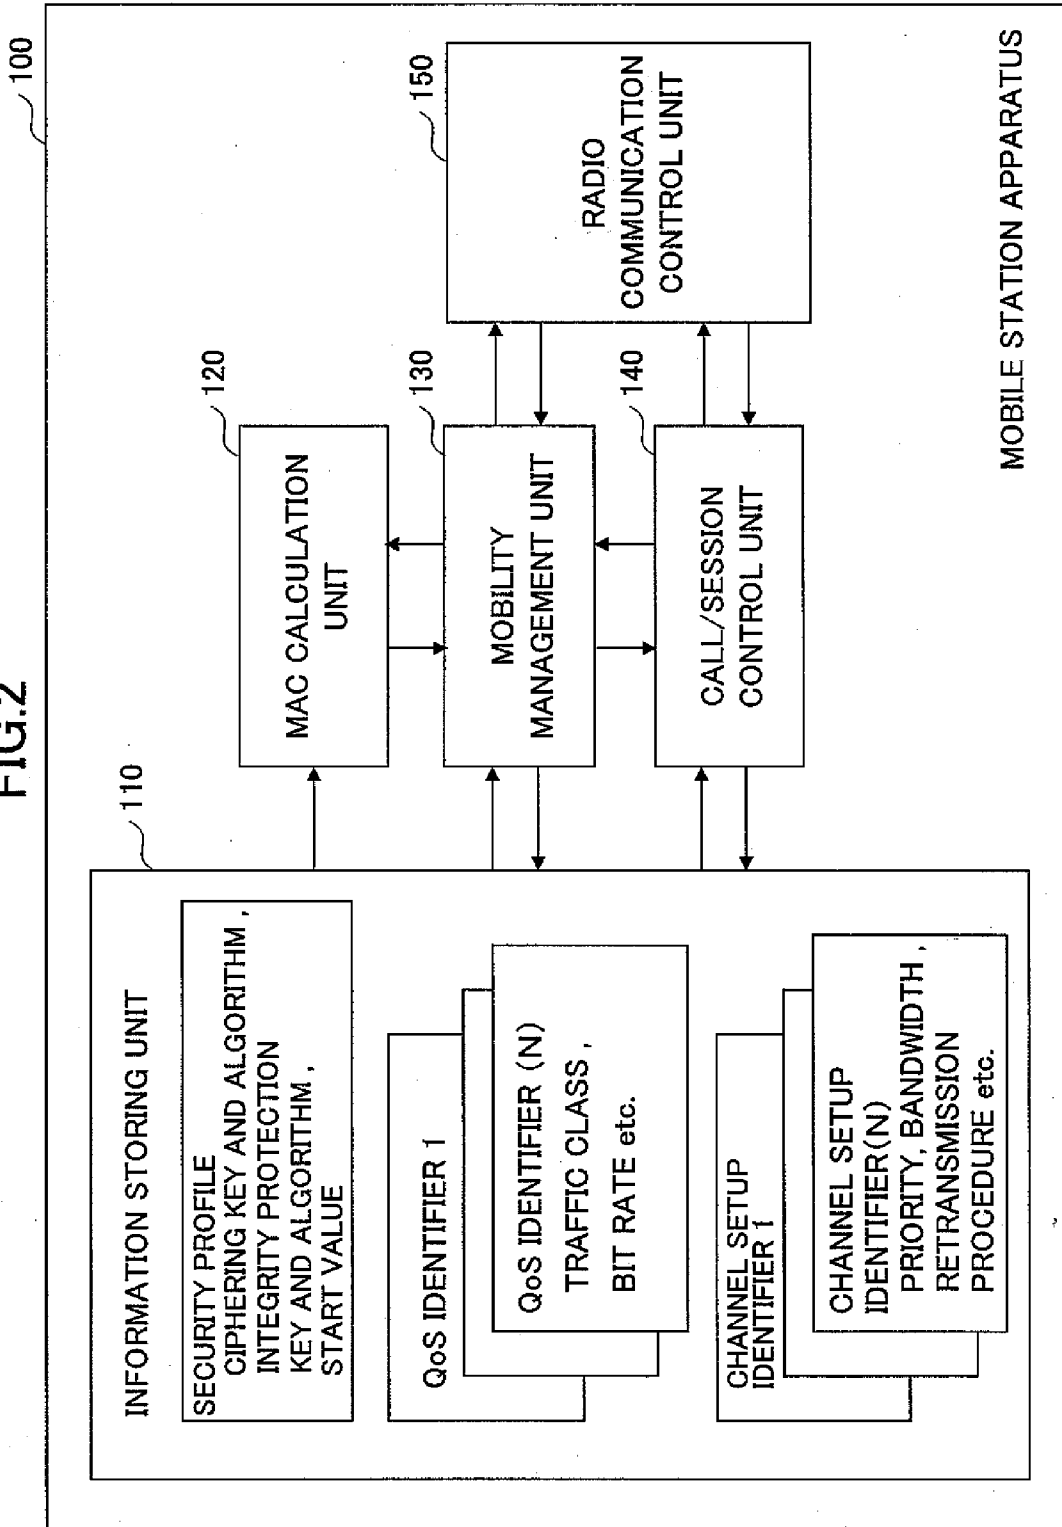 FIG.2
100
110
INFORMATION STORING UNIT
SECURITY PROFILE
CIPHERING KEY AND ALGORITHM ,
INTEGRITY PROTECTION
KEY AND ALGORITHM ,
START VALUE
QoS IDENTIFIER 1
QoS IDENTIFIER (N)
TRAFFIC CLASS ,
BIT RATE etc.
CHANNEL SETUP
IDENTIFIER 1
CHANNEL SETUP
IDENTIFIER(N)
PRIORITY, BANDWIDTH ,
RETRANSMISSION
PROCEDURE etc.
120
MAC CALCULATION
UNIT
130
MOBILITY
MANAGEMENT UNIT
140
CALL/SESSION
CONTROL UNIT
150
RADIO
COMMUNICATION
CONTROL UNIT
MOBILE STATION APPARATUS